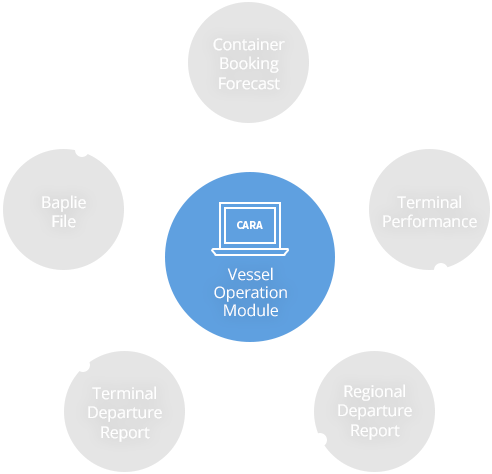 Container
Booking
Forecast
Baplie
File
Terminal
Performance
CARA
Vessel
Operation
Module
Terminal
Departure
Report
Regional
Departure
Report